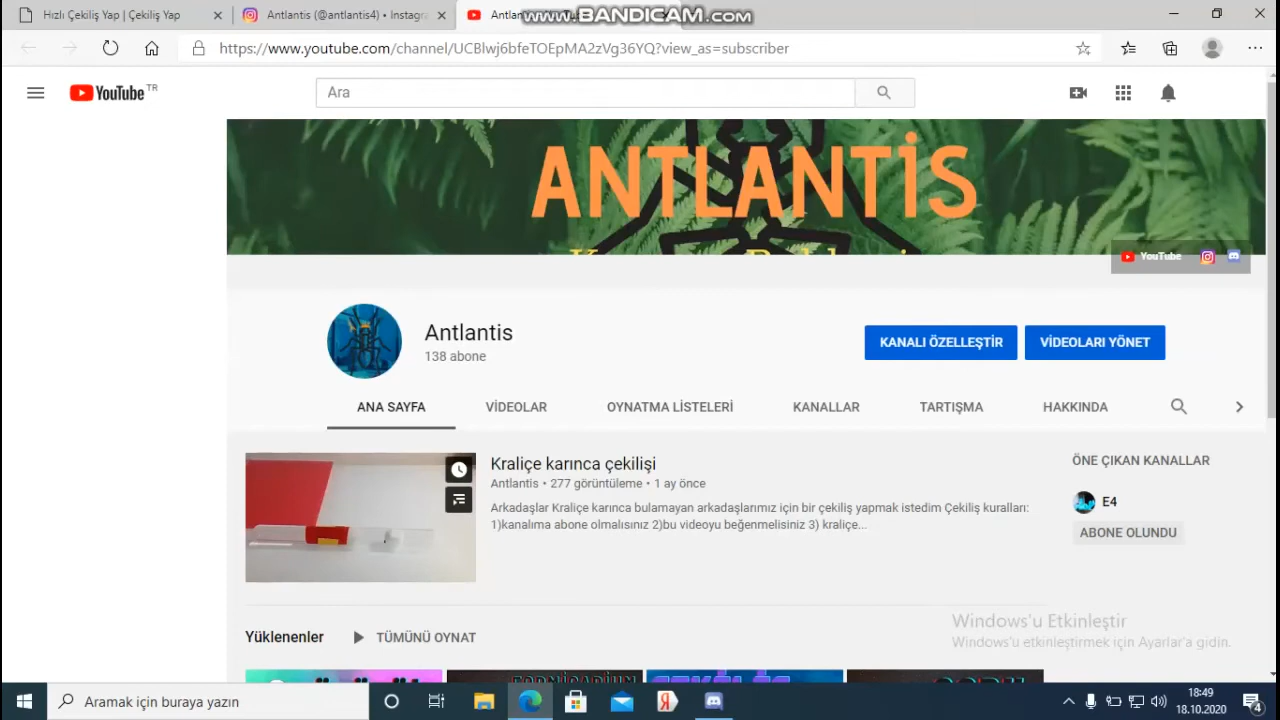 Hızlı Çekiliş Yap | Çekiliş Yap
Antlantis (@antlantis4) • Instagra
Antlan
www.BANDICAM.com
https://www.youtube.com/channel/UCBlwj6bfeTOEpMA2zVg36YQ?view_as=subscriber
YouTube TR
Ara
ANTLANTİS
YouTube
Antlantis
138 abone
KANALI ÖZELLEŞTİR
VİDEOLARI YÖNET
ANA SAYFA
VİDEOLAR
OYNATMA LİSTELERİ
KANALLAR
TARTIŞMA
HAKKINDA
Kraliçe karınca çekilişi
Antlantis • 277 görüntüleme • 1 ay önce
Arkadaşlar Kraliçe karınca bulamayan arkadaşlarımız için bir çekiliş yapmak istedim Çekiliş kuralları:
1)kanalıma abone olmalısınız 2)bu videoyu beğenmelisiniz 3) kraliçe...
ÖNE ÇIKAN KANALLAR
E4
ABONE OLUNDU
Yüklenenler
TÜMÜNÜ OYNAT
Windows'u Etkinleştir
Windows'u etkinleştirmek için Ayarlar'a gidin.
Aramak için buraya yazın
18:49
18.10.2020
4